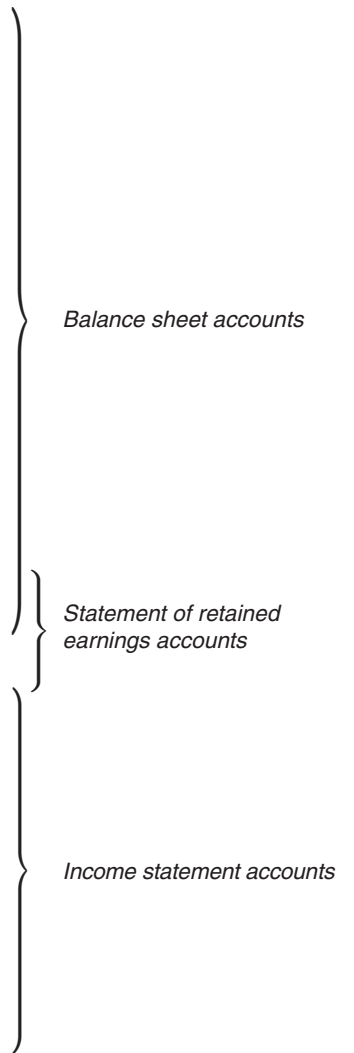 Balance sheet accounts
Statement of retained
earnings accounts
Income statement accounts